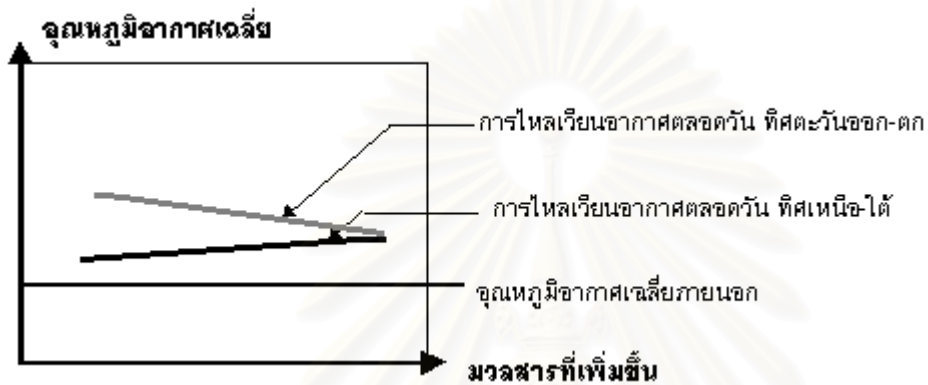 อุณหภูมิอากาศเฉลี่ย
การไหลเวียนอากาศตลอดวัน ทิศตะวันออก-ตก
การไหลเวียนอากาศตลอดวัน ทิศเหนือ-ใต้
อุณหภูมิอากาศเฉลี่ยภายนอก
มวลสารที่เพิ่มขึ้น